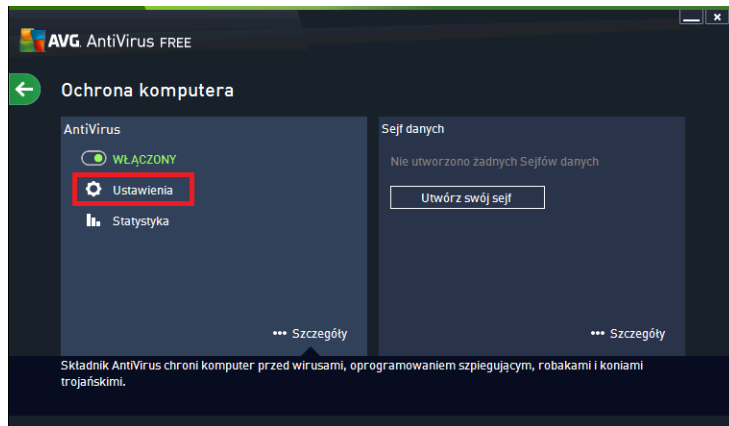 AVG. AntiVirus FREE
Ochrona komputera
AntiVirus
WŁĄCZONY
Ustawienia
Statystyka
••• Szczegóły
Sejf danych
Nie utworzono żadnych Sejfów danych
Utwórz swój sejf
••• Szczegóły
Składnik AntiVirus chroni komputer przed wirusami, oprogramowaniem szpiegującym, robakami i koniami
trojańskimi.